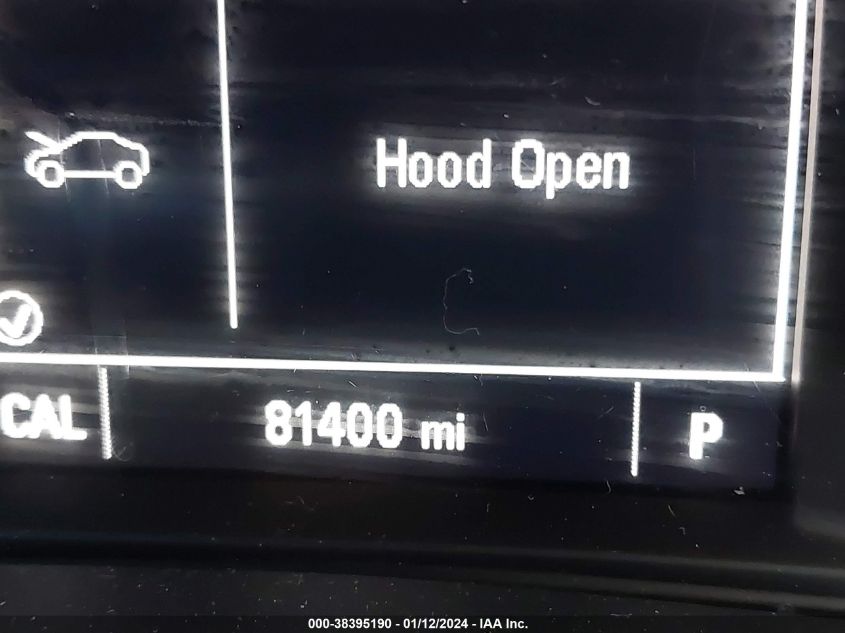 Hood Open
CAL 81400 mi P
000-38395190 - 01/12/2024 - IAA Inc.